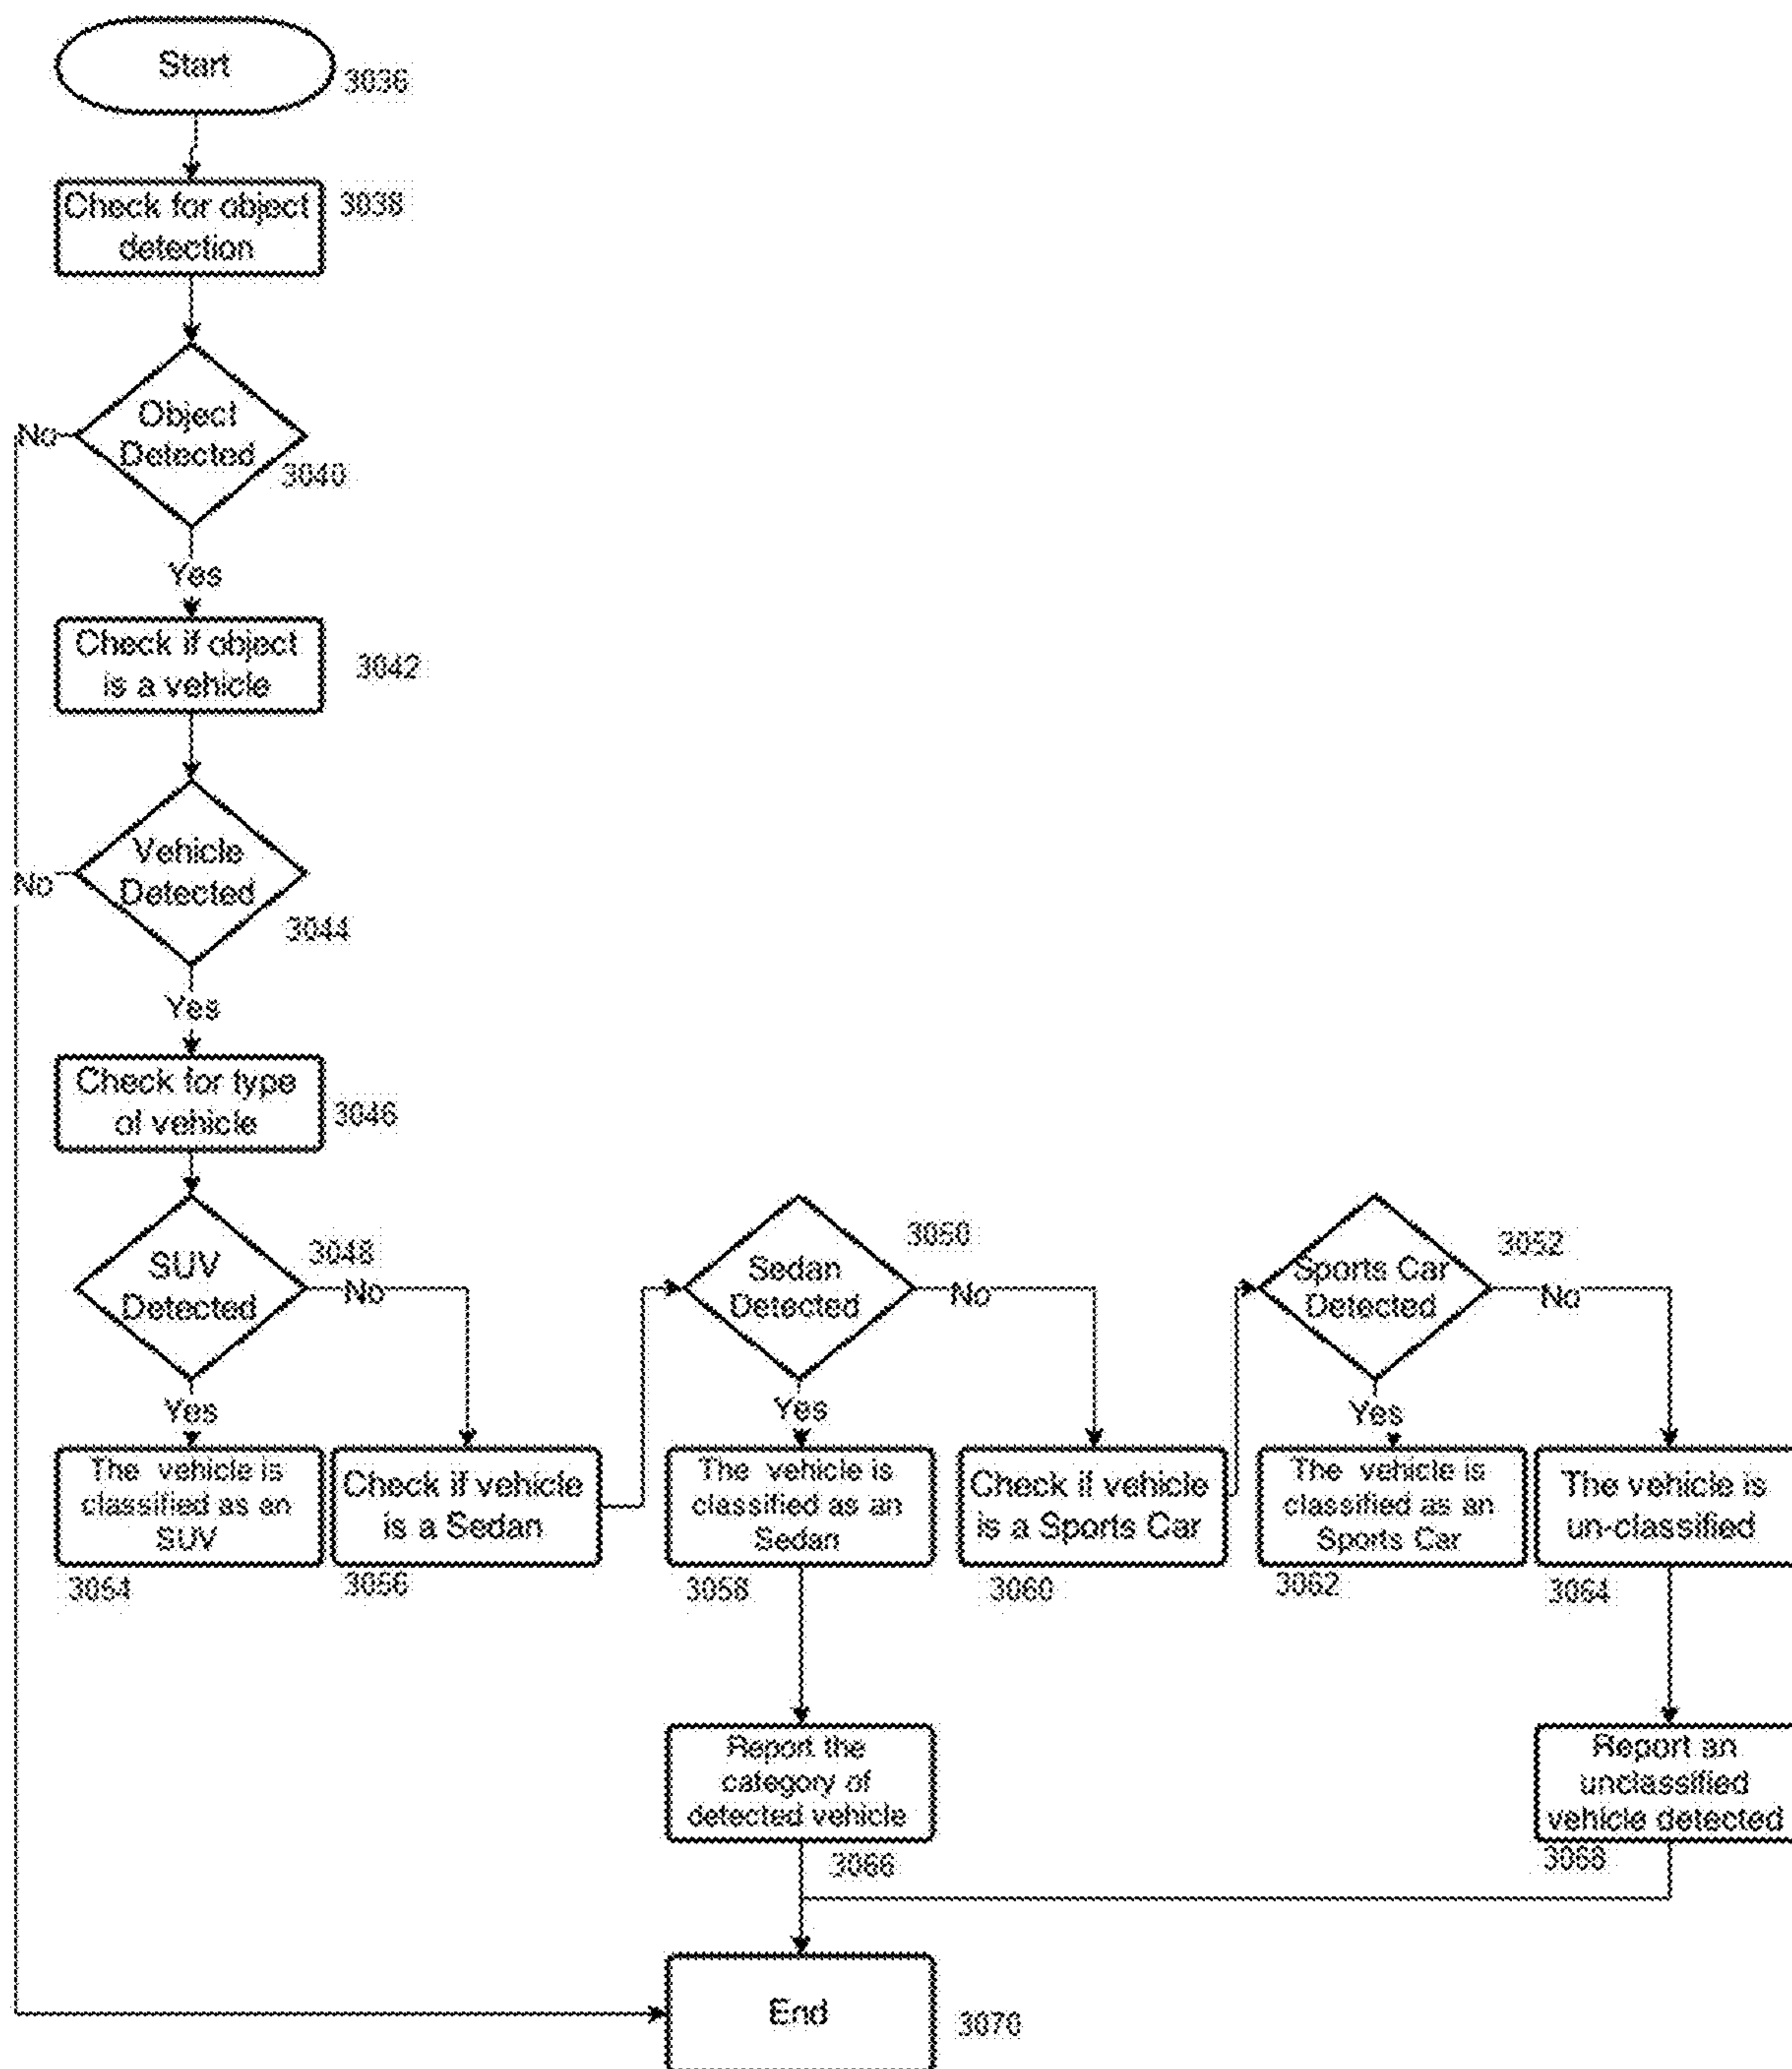 Start
3036
Check for object
detection
3038
Object
Detected
No
3040
Yes
Check if object
is a vehicle
3042
Vehicle
Detected
No
3044
Yes
Check for type
of vehicle
3046
SUV
Detected
3048
No
Yes
Sedan
Detected
3050
No
Yes
Sports Car
Detected
3052
No
Yes
The vehicle is
classified as an
SUV
3054
Check if vehicle
is a Sedan
3056
The vehicle is
classified as an
Sedan
3058
Check if vehicle
is a Sports Car
3060
The vehicle is
classified as an
Sports Car
3062
The vehicle is
un-classified
3064
Report the
category of
detected vehicle
3066
Report an
unclassified
vehicle detected
3068
End
3070